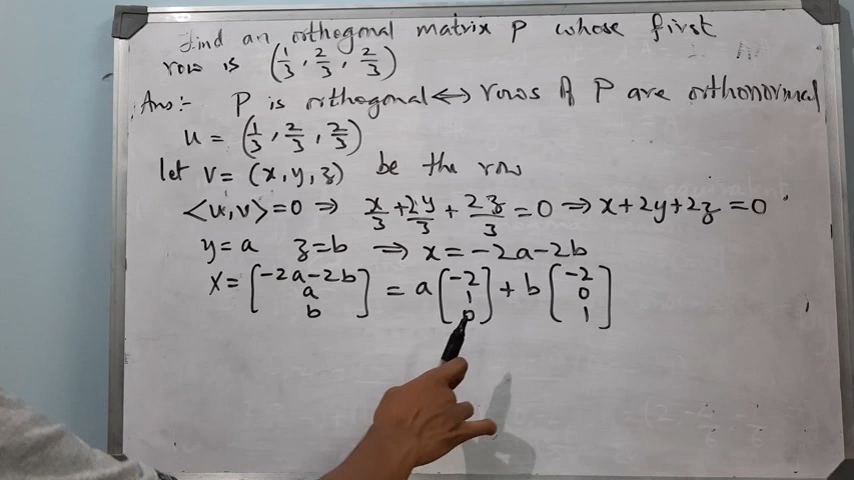 Find an orthogonal matrix P whose first
row is (1/3, 2/3, 2/3)
Ans:- P is orthogonal ↔ rows of P are orthonormal
u = (1/3, 2/3, 2/3)
let v = (x, y, z) be the row
<u,v> = 0 ⇒ x/3 + 2y/3 + 2z/3 = 0 ⇒ x+2y+2z = 0
y = a z = b ⇒ x = -2a-2b
X = [-2a-2b a b] = a [-2 1 0] + b [-2 0 1]